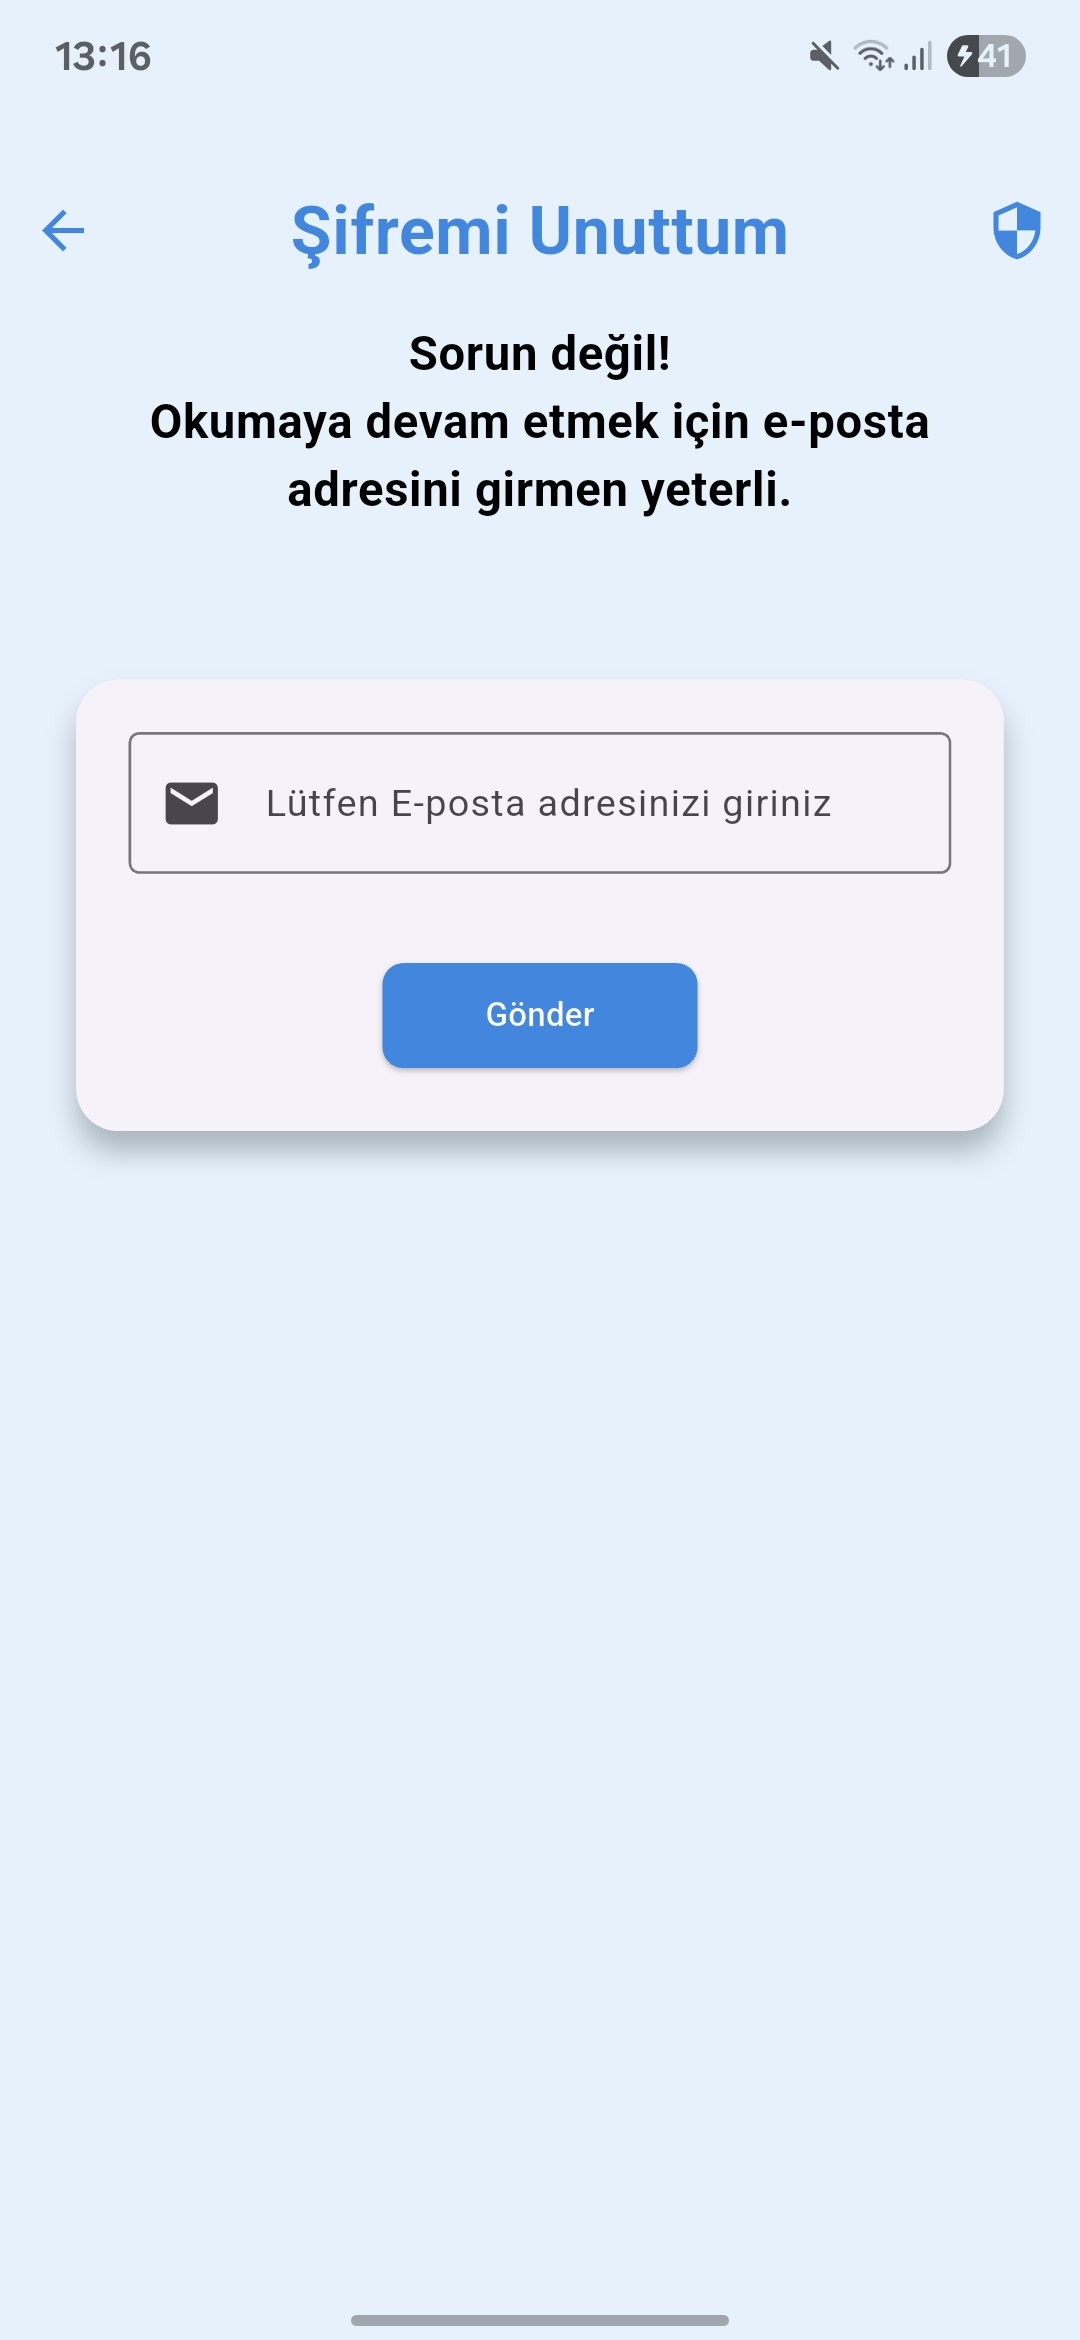 13:16
41
Şifremi Unuttum
Sorun değil!
Okumaya devam etmek için e-posta
adresini girmen yeterli.
Lütfen E-posta adresinizi giriniz
Gönder